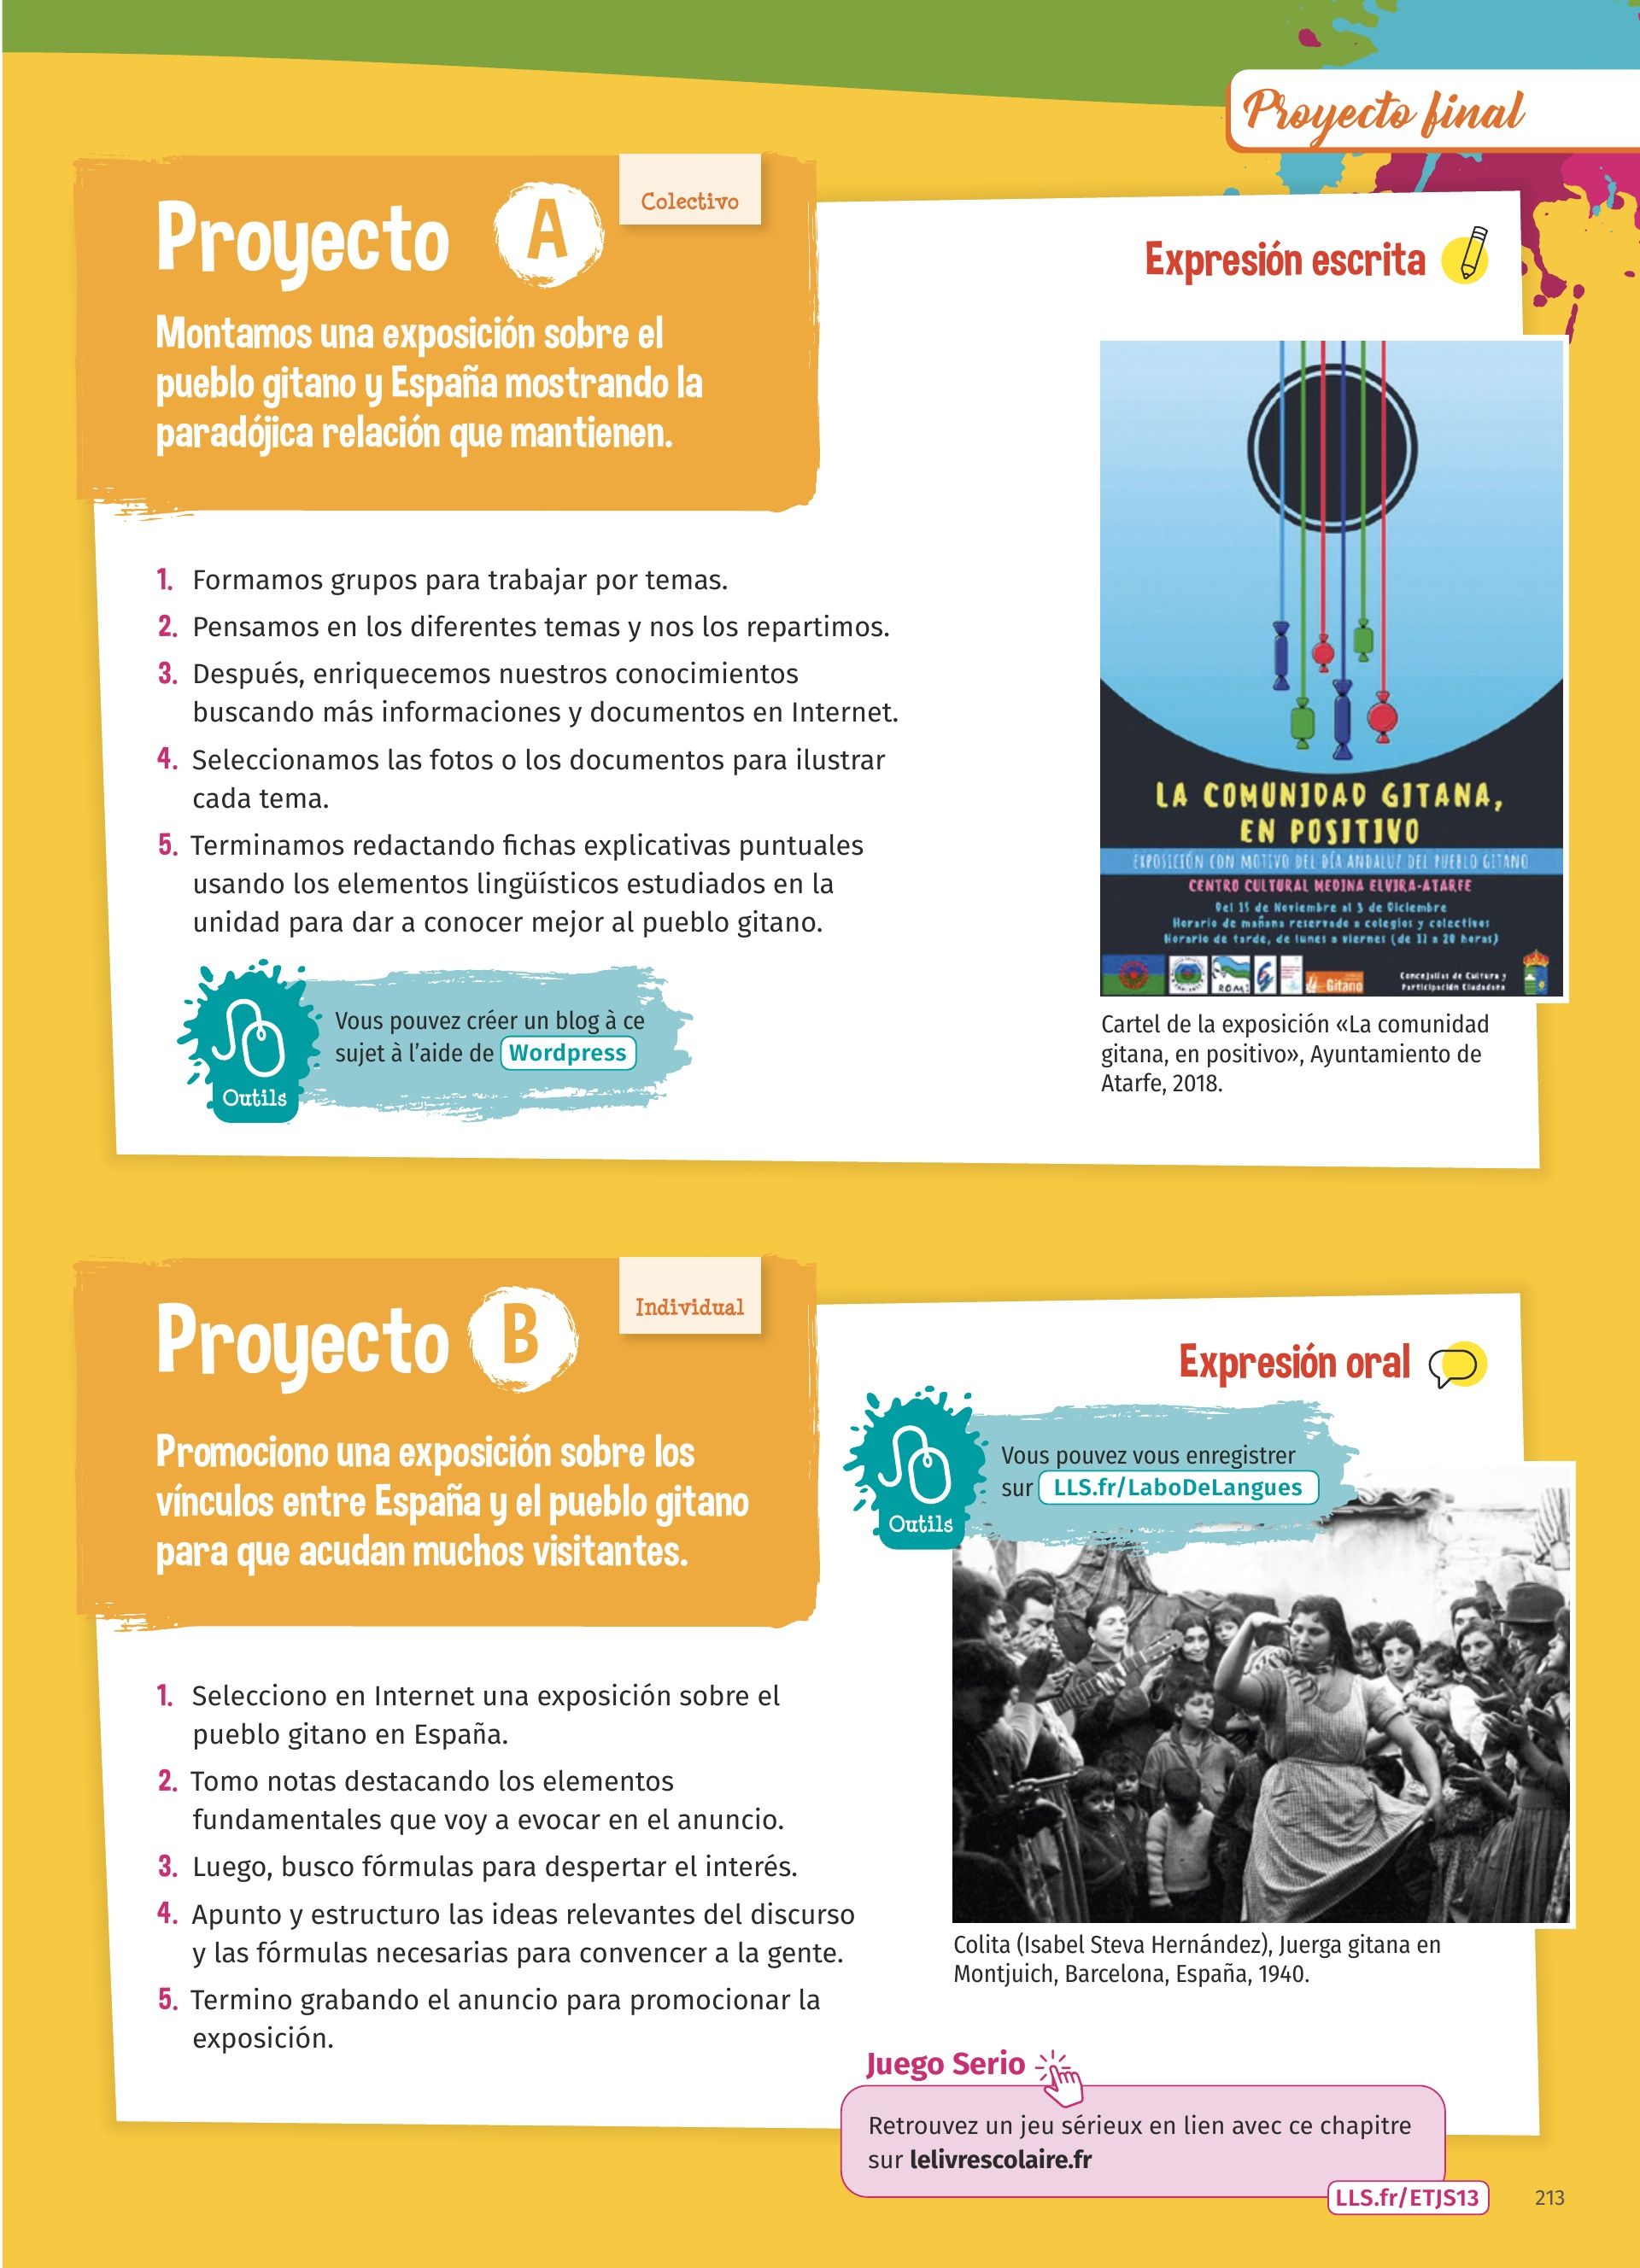 Proyecto final
Proyecto A
Colectivo
Montamos una exposición sobre el
pueblo gitano y España mostrando la
paradójica relación que mantienen.
Expresión escrita
1. Formamos grupos para trabajar por temas.
2. Pensamos en los diferentes temas y nos los repartimos.
3. Después, enriquecemos nuestros conocimientos
buscando más informaciones y documentos en Internet.
4. Seleccionamos las fotos o los documentos para ilustrar
cada tema.
5. Terminamos redactando fichas explicativas puntuales
usando los elementos lingüísticos estudiados en la
unidad para dar a conocer mejor al pueblo gitano.
Outils
Vous pouvez créer un blog à ce
sujet à l'aide de Wordpress
LA COMUNIDAD GITANA,
EN POSITIVO
EXPOSICIÓN CON MOTIVO DEL DÍA ANDALUZ DEL PUEBLO GITANO
CENTRO CULTURAL MEDINA ELVIRA-ATARFE
Del 15 de Noviembre al 3 de Diciembre
Horario de mañana reservado a colegios y colectivos
Horario de tarde, de lunes a viernes (de 17 a 20 horas)
ROMI
Gitano
Concejalías de Cultura y
Participación Ciudadana
Cartel de la exposición «La comunidad
gitana, en positivo», Ayuntamiento de
Atarfe, 2018.
Proyecto B
Individual
Promociono una exposición sobre los
vínculos entre España y el pueblo gitano
para que acudan muchos visitantes.
Expresión oral
Outils
Vous pouvez vous enregistrer
sur LLS.fr/LaboDeLangues
1. Selecciono en Internet una exposición sobre el
pueblo gitano en España.
2. Tomo notas destacando los elementos
fundamentales que voy a evocar en el anuncio.
3. Luego, busco fórmulas para despertar el interés.
4. Apunto y estructuro las ideas relevantes del discurso
y las fórmulas necesarias para convencer a la gente.
5. Termino grabando el anuncio para promocionar la
exposición.
Colita (Isabel Steva Hernández), Juerga gitana en
Montjuich, Barcelona, España, 1940.
Juego Serio
Retrouvez un jeu sérieux en lien avec ce chapitre
sur lelivrescolaire.fr
LLS.fr/ETJS13
213